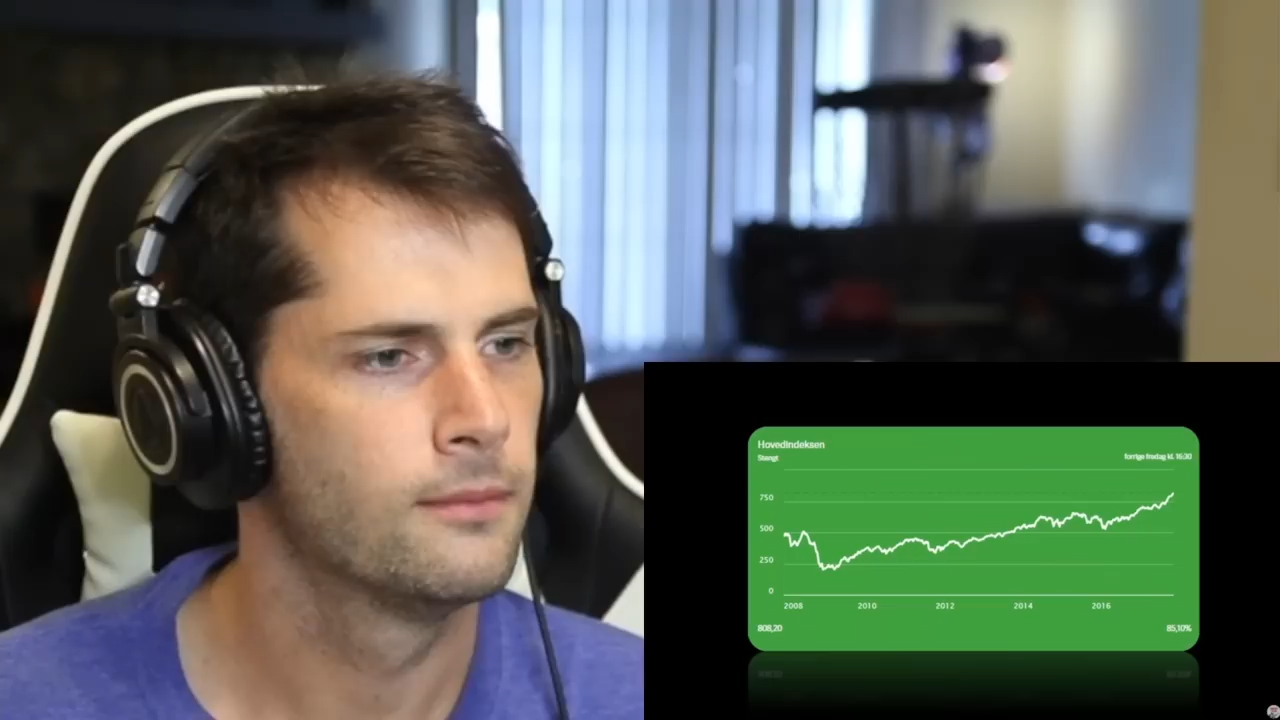 Hovedindeksen
Stengt
forrige fredag kl. 16:30
750
500
250
0
2008 2010 2012 2014 2016
808,20
85,10%